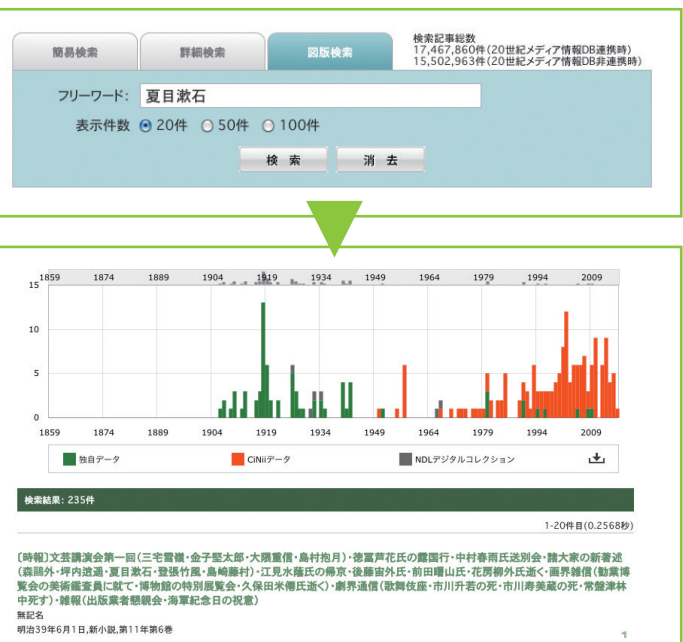 簡易検索
詳細検索
図版検索
検索記事総数
17,467,860件(20世紀メディア情報DB連携時)
15,502,963件(20世紀メディア情報DB非連携時)
フリーワード: 夏目漱石
表示件数 20件 50件 100件
検 索 消 去
1859 1874 1889 1904 1919 1934 1949 1964 1979 1994 2009
15
10
5
0
1859 1874 1889 1904 1919 1934 1949 1964 1979 1994 2009
独自データ CiNiiデータ NDLデジタルコレクション
検索結果: 235件
1-20件目(0.2568秒)
〔時報〕文芸講演会第一回(三宅雪嶺・金子堅太郎・大隈重信・島村抱月)・徳冨芦花氏の露国行・中村春雨氏送別会・諸大家の新著述
(森鷗外・坪内逍遥・夏目漱石・登張竹風・島崎藤村)・江見水蔭氏の帰京・後藤宙外氏・前田曙山氏・花房柳外氏逝く・画界雑信(勧業博
覧会の美術鑑査員に就て・博物館の特別展覧会・久保田米僊氏逝く)・劇界通信(歌舞伎座・市川升若の死・市川寿美蔵の死・常盤津林
中死す)・雑報(出版業者懇親会・海軍紀念日の祝意)
無記名
明治39年6月1日,新小説,第11年第6巻
1